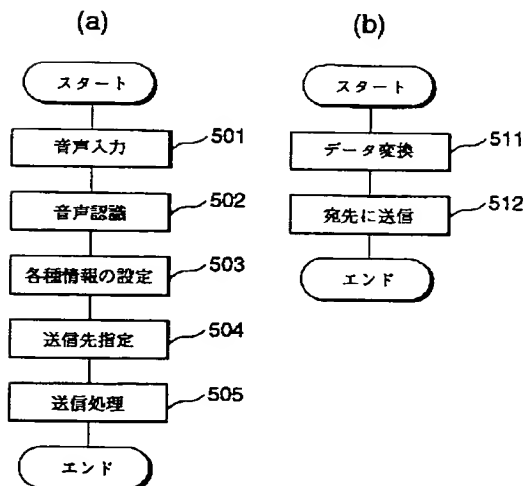 (a)
スタート
音声入力
501
音声認識
502
各種情報の設定
503
送信先指定
504
送信処理
505
エンド
(b)
スタート
データ変換
511
宛先に送信
512
エンド